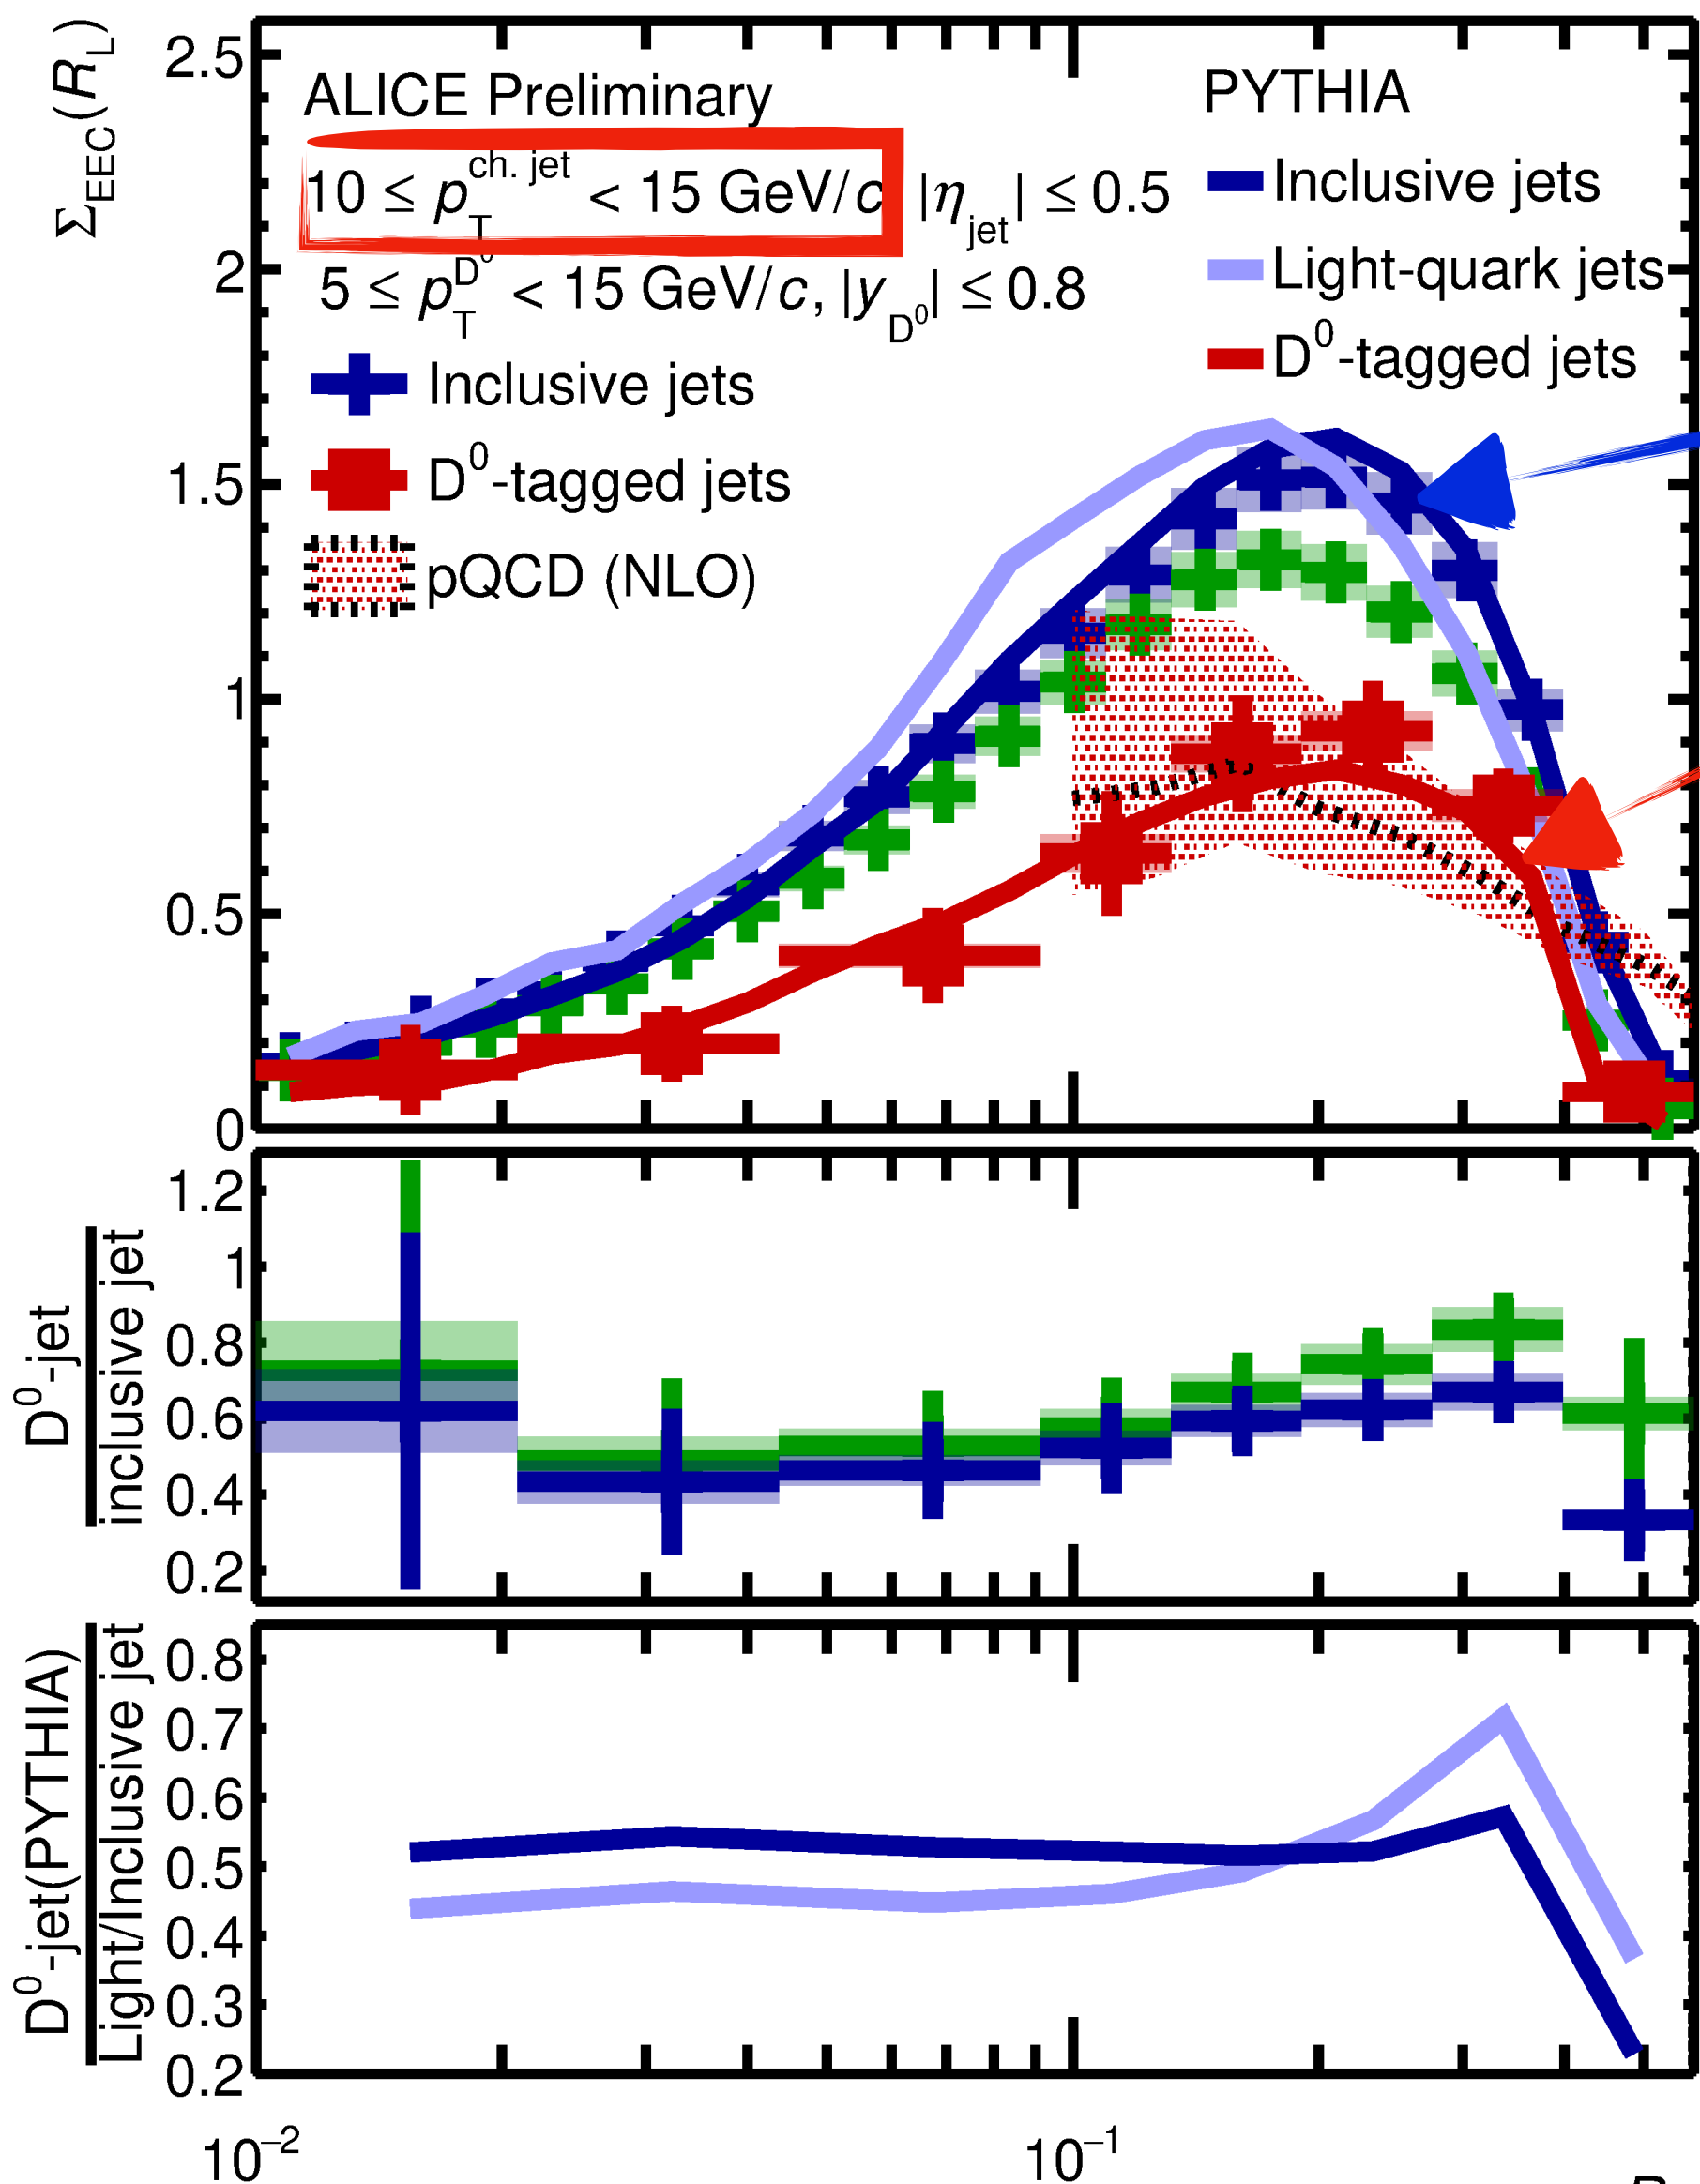 Σ_EEC(R_L)
2.5
2
1.5
1
0.5
0
ALICE Preliminary
10 ≤ p_T^ch. jet < 15 GeV/c |η_jet| ≤ 0.5
5 ≤ p_T^D⁰ < 15 GeV/c, |y_D⁰| ≤ 0.8
Inclusive jets
D⁰-tagged jets
pQCD (NLO)
PYTHIA
Inclusive jets
Light-quark jets
D⁰-tagged jets
D⁰-jet
inclusive jet
1.2
1
0.8
0.6
0.4
0.2
D⁰-jet(PYTHIA)
Light/Inclusive jet
0.8
0.7
0.6
0.5
0.4
0.3
0.2
10⁻²
10⁻¹